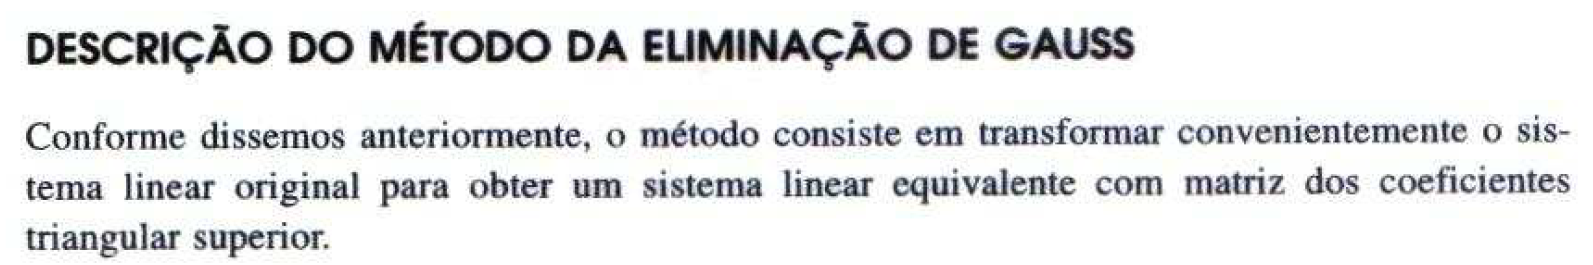 DESCRIÇÃO DO MÉTODO DA ELIMINAÇÃO DE GAUSS
Conforme dissemos anteriormente, o método consiste em transformar convenientemente o sis-
tema linear original para obter um sistema linear equivalente com matriz dos coeficientes
triangular superior.